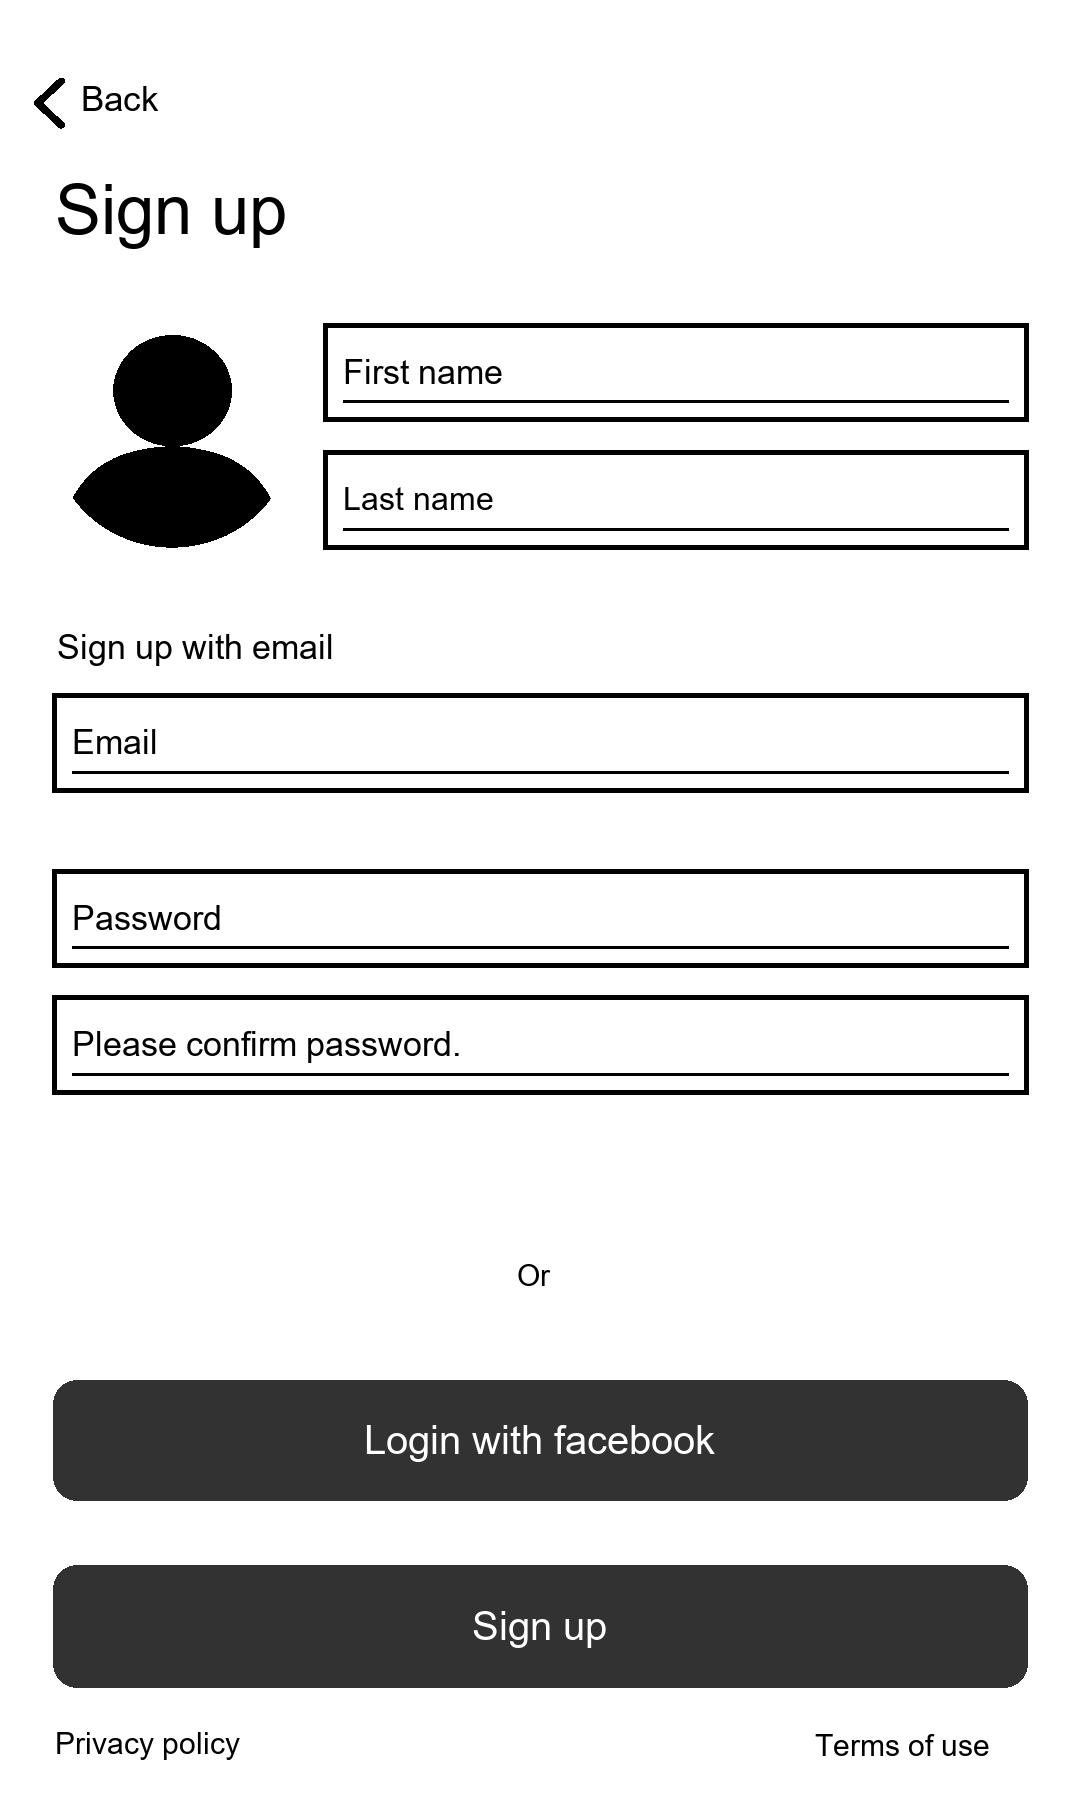 Back
Sign up
First name
Last name
Sign up with email
Email
Password
Please confirm password.
Or
Login with facebook
Sign up
Privacy policy
Terms of use